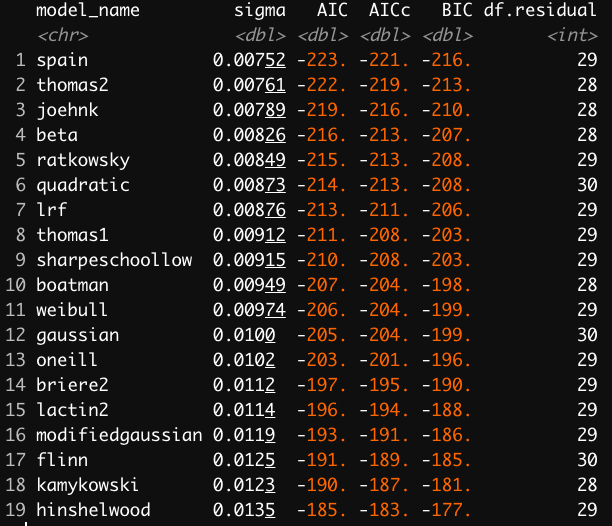 model_name sigma AIC AICc BIC df.residual
<chr> <dbl> <dbl> <dbl> <dbl> <int>
1 spain 0.00752 -223. -221. -216. 29
2 thomas2 0.00761 -222. -219. -213. 28
3 joehnk 0.00789 -219. -216. -210. 28
4 beta 0.00826 -216. -213. -207. 28
5 ratkowsky 0.00849 -215. -213. -208. 29
6 quadratic 0.00873 -214. -213. -208. 30
7 lrf 0.00876 -213. -211. -206. 29
8 thomas1 0.00912 -211. -208. -203. 29
9 sharpeschoollow 0.00915 -210. -208. -203. 29
10 boatman 0.00949 -207. -204. -198. 28
11 weibull 0.00974 -206. -204. -199. 29
12 gaussian 0.0100 -205. -204. -199. 30
13 oneill 0.0102 -203. -201. -196. 29
14 briere2 0.0112 -197. -195. -190. 29
15 lactin2 0.0114 -196. -194. -188. 29
16 modifiedgaussian 0.0119 -193. -191. -186. 29
17 flinn 0.0125 -191. -189. -185. 30
18 kamykowski 0.0123 -190. -187. -181. 28
19 hinshelwood 0.0135 -185. -183. -177. 29